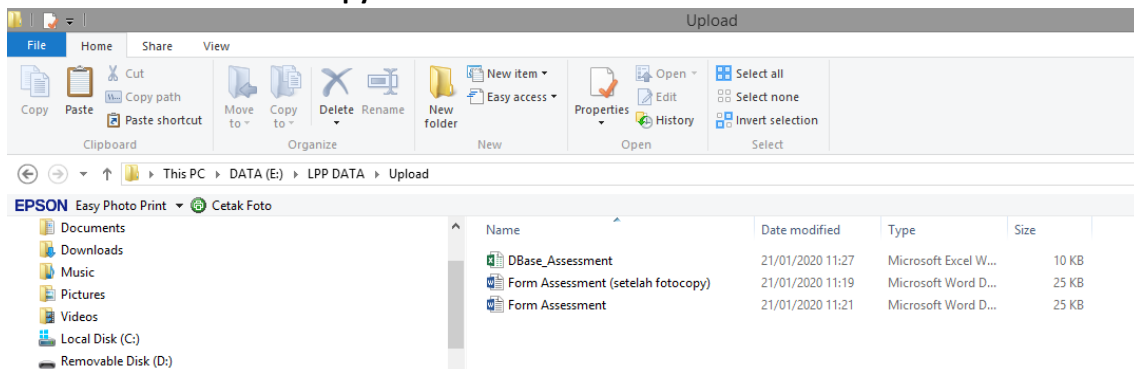 Upload
File Home Share View
Copy
Paste
Cut
Copy path
Paste shortcut
Clipboard
Move to
Copy to
Delete
Rename
Organize
New folder
New item
Easy access
New
Properties
Open
Edit
History
Open
Select all
Select none
Invert selection
Select
This PC DATA (E:) LPP DATA Upload
EPSON Easy Photo Print Cetak Foto
Documents
Downloads
Music
Pictures
Videos
Local Disk (C:)
Removable Disk (D:)
Name Date modified Type Size
DBase_Assessment 21/01/2020 11:27 Microsoft Excel W... 10 KB
Form Assessment (setelah fotocopy) 21/01/2020 11:19 Microsoft Word D... 25 KB
Form Assessment 21/01/2020 11:21 Microsoft Word D... 25 KB